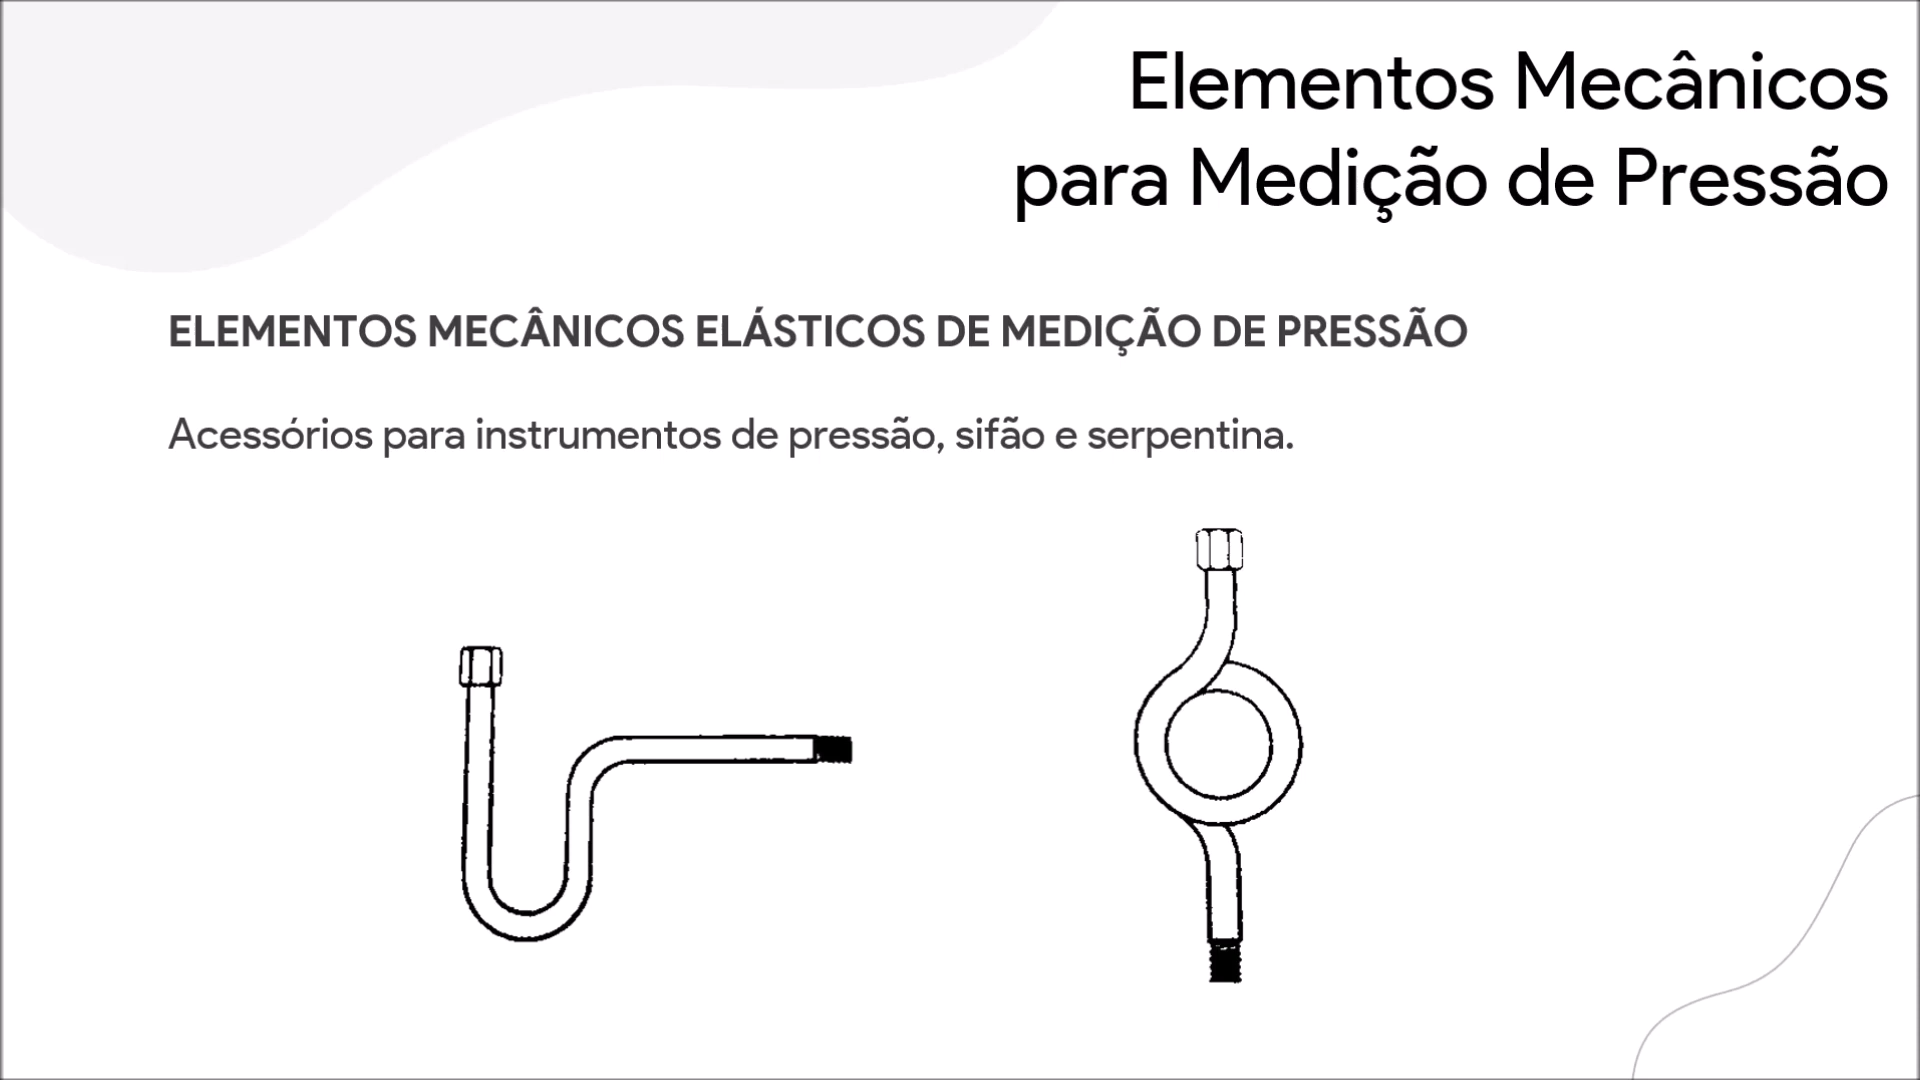 Elementos Mecânicos
para Medição de Pressão
ELEMENTOS MECÂNICOS ELÁSTICOS DE MEDIÇÃO DE PRESSÃO
Acessórios para instrumentos de pressão, sifão e serpentina.